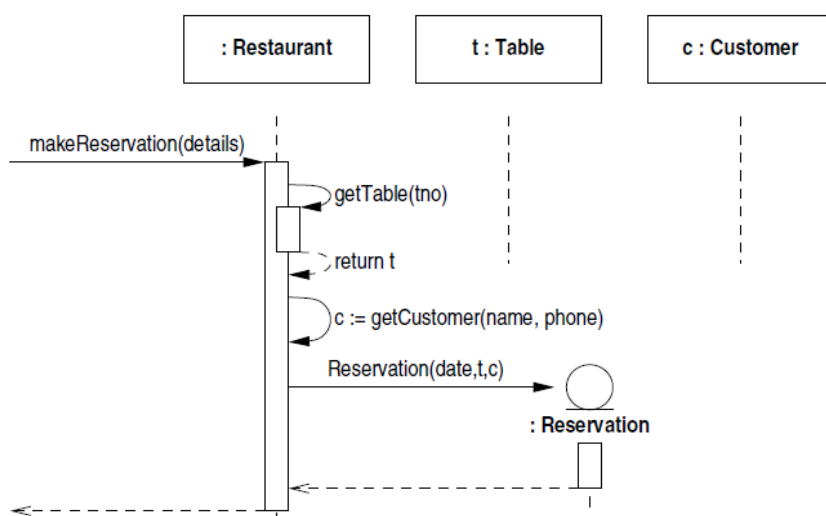 : Restaurant
t : Table
c : Customer
makeReservation(details)
getTable(tno)
return t
c := getCustomer(name, phone)
Reservation(date,t,c)
: Reservation